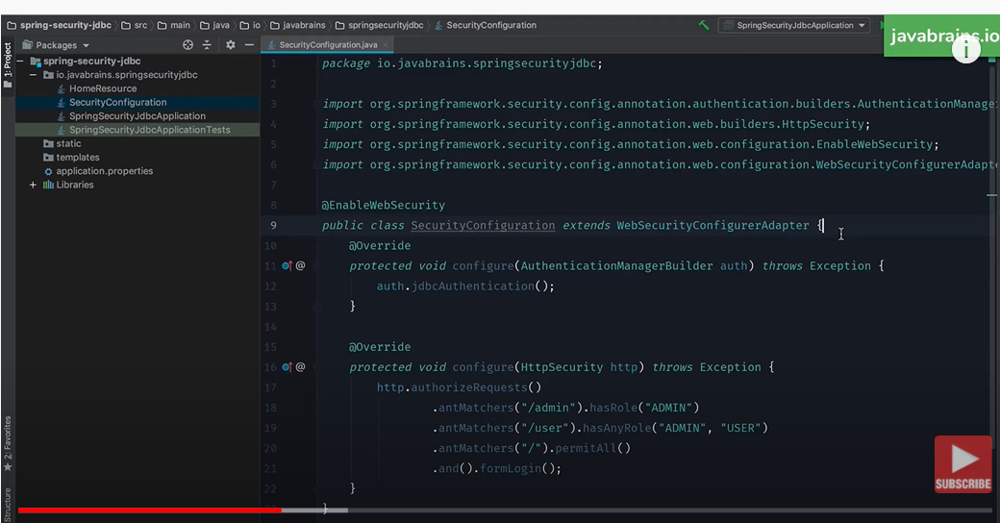 spring-security-jdbc src main java io javabrains springsecurityjdbc SecurityConfiguration SpringSecurityJdbcApplication
javabrains.io
i
1: Project
Packages
SecurityConfiguration.java
spring-security-jdbc
io.javabrains.springsecurityjdbc
HomeResource
SecurityConfiguration
SpringSecurityJdbcApplication
SpringSecurityJdbcApplicationTests
static
templates
application.properties
Libraries
1 package io.javabrains.springsecurityjdbc;
2
3 import org.springframework.security.config.annotation.authentication.builders.AuthenticationManage
4 import org.springframework.security.config.annotation.web.builders.HttpSecurity;
5 import org.springframework.security.config.annotation.web.configuration.EnableWebSecurity;
6 import org.springframework.security.config.annotation.web.configuration.WebSecurityConfigurerAdapt
7
8 @EnableWebSecurity
9 public class SecurityConfiguration extends WebSecurityConfigurerAdapter {
10 @Override
11 @ protected void configure(AuthenticationManagerBuilder auth) throws Exception {
12 auth.jdbcAuthentication();
13 }
14
15 @Override
16 @ protected void configure(HttpSecurity http) throws Exception {
17 http.authorizeRequests()
18 .antMatchers("/admin").hasRole("ADMIN")
19 .antMatchers("/user").hasAnyRole("ADMIN", "USER")
20 .antMatchers("/").permitAll()
21 .and().formLogin();
22 }
}
2: Favorites
Structure
SUBSCRIBE